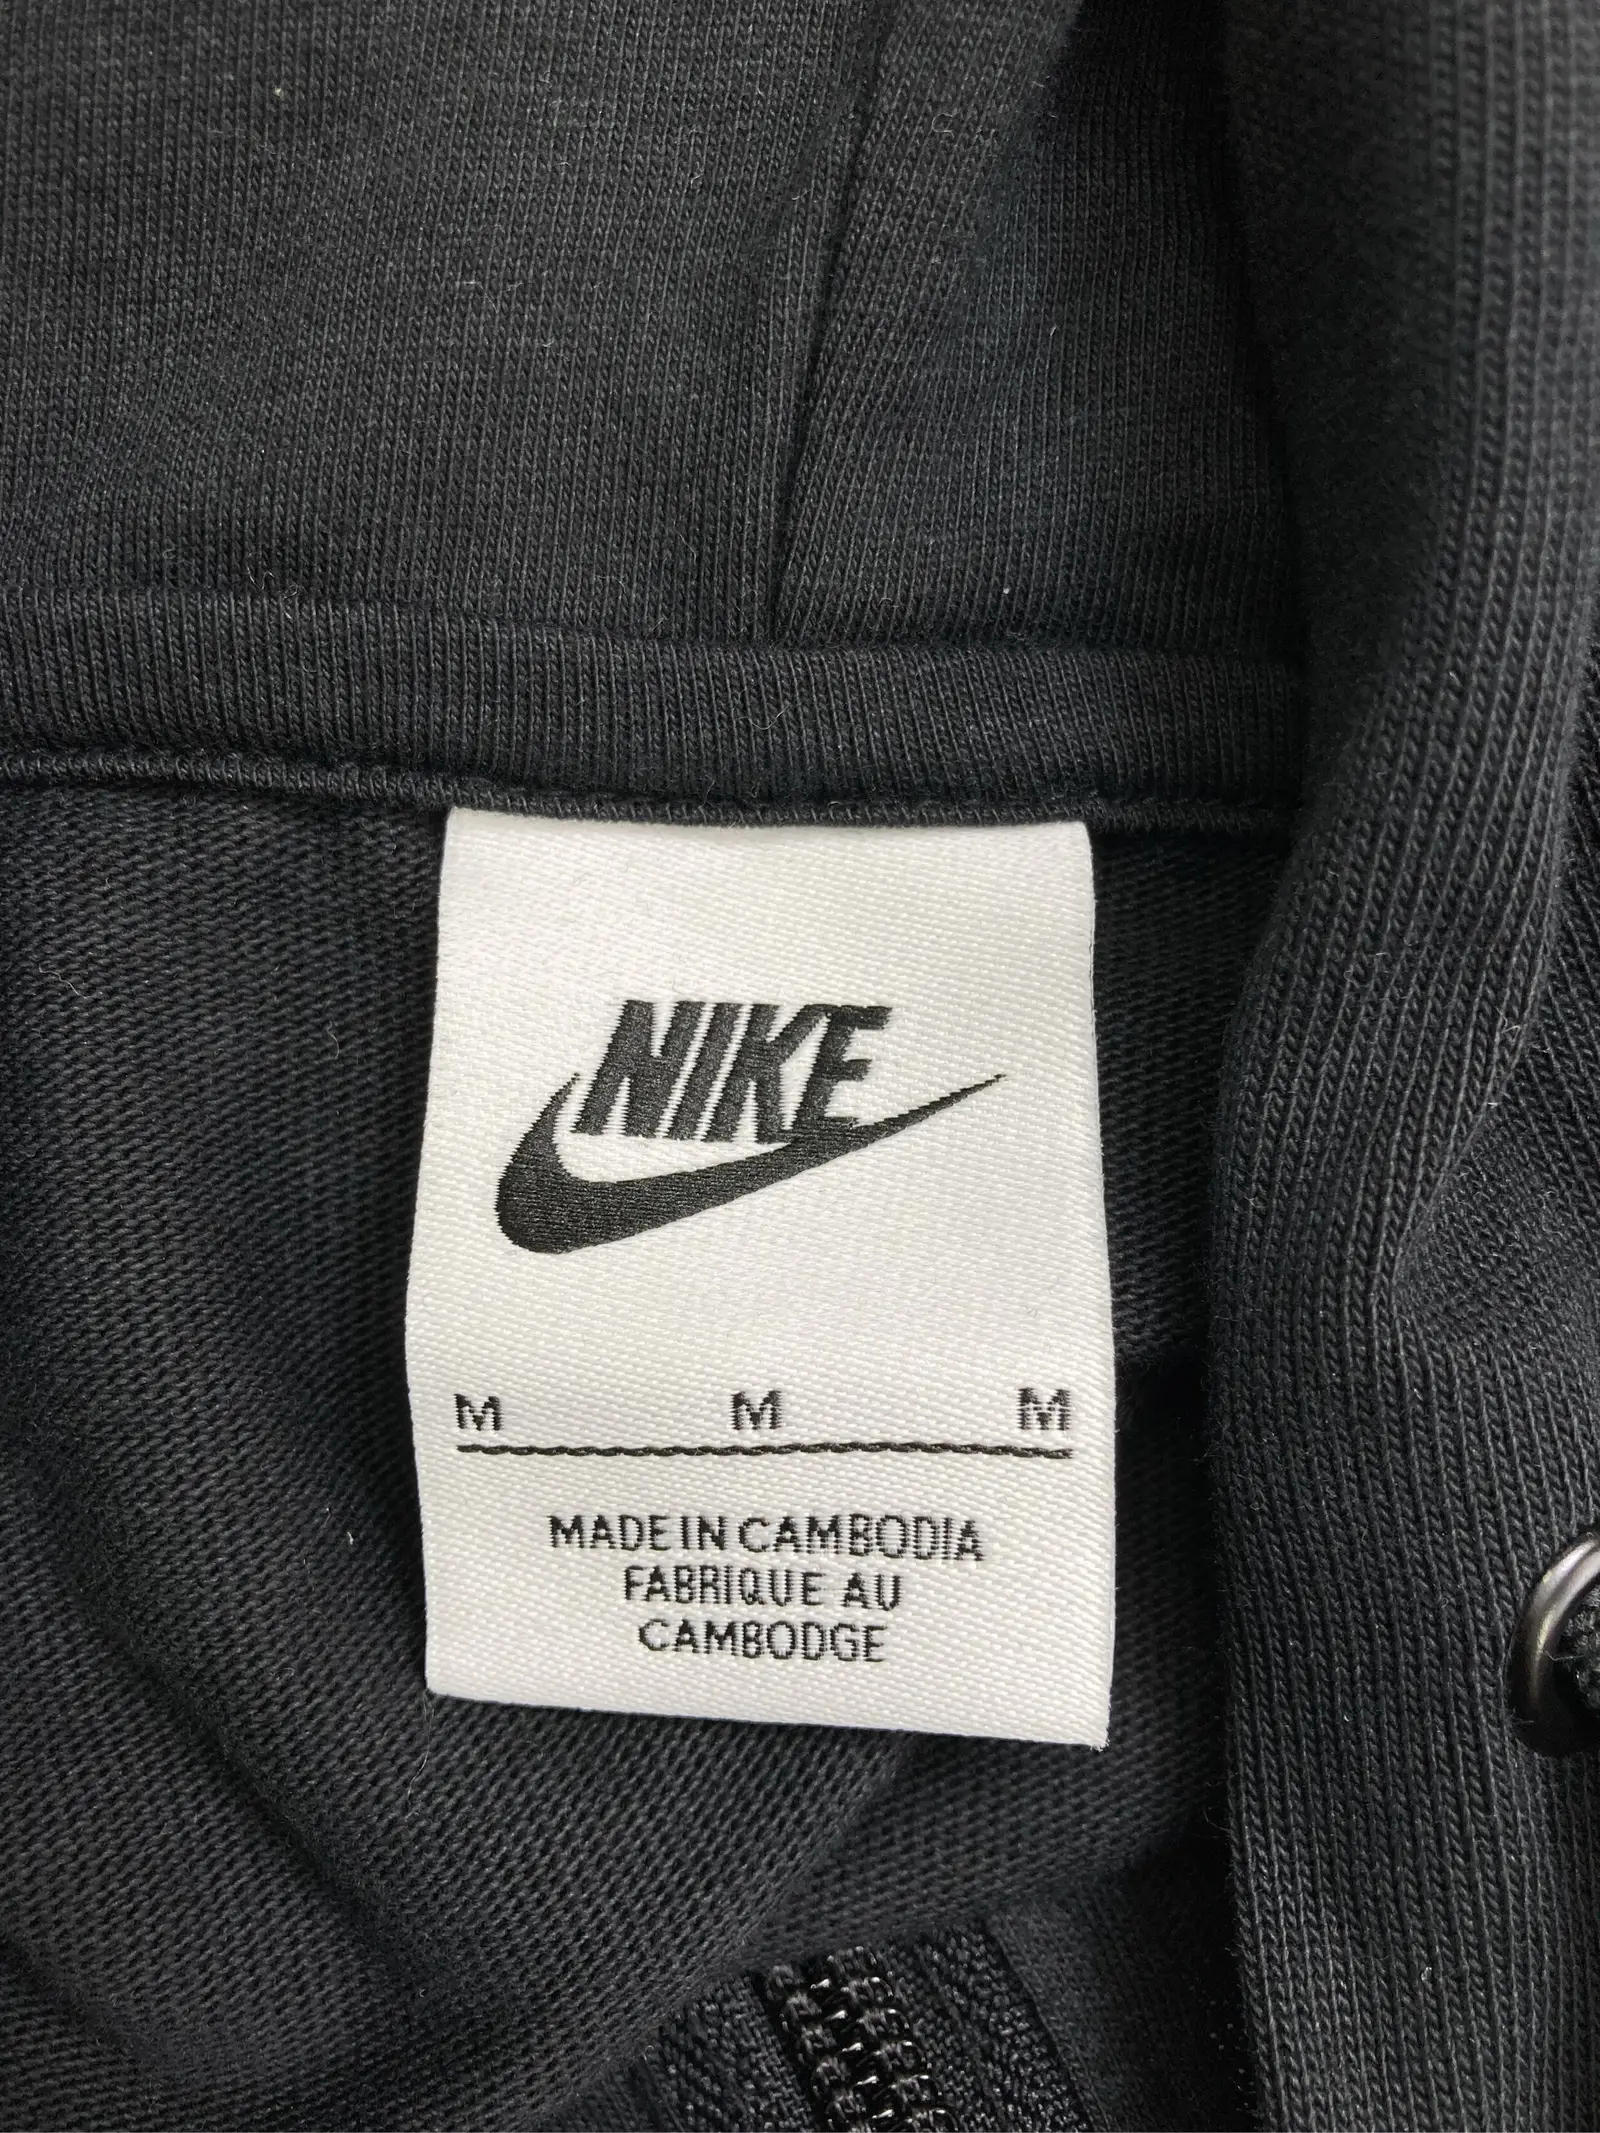 NIKE
M M M
MADE IN CAMBODIA
FABRIQUE AU
CAMBODGE